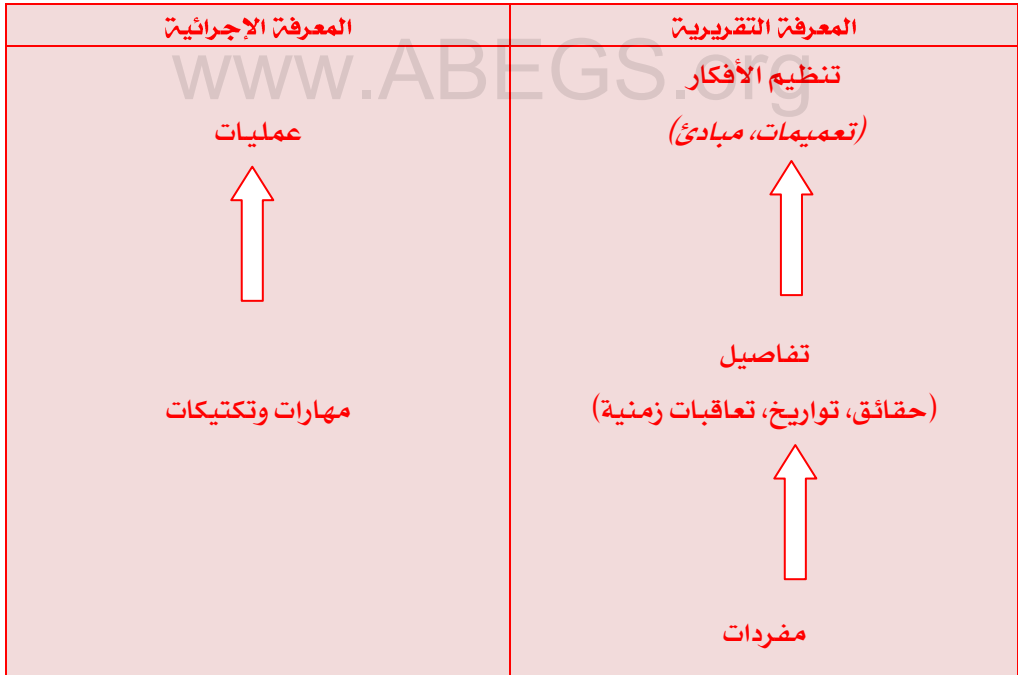 المعرفة التقريرية
المعرفة الإجرائية
www.ABEGS.org
تنظيم الأفكار
(تعميمات، مبادئ)
عمليات
تفاصيل
(حقائق، تواريخ، تعاقبات زمنية)
مهارات وتكتيكات
مفردات